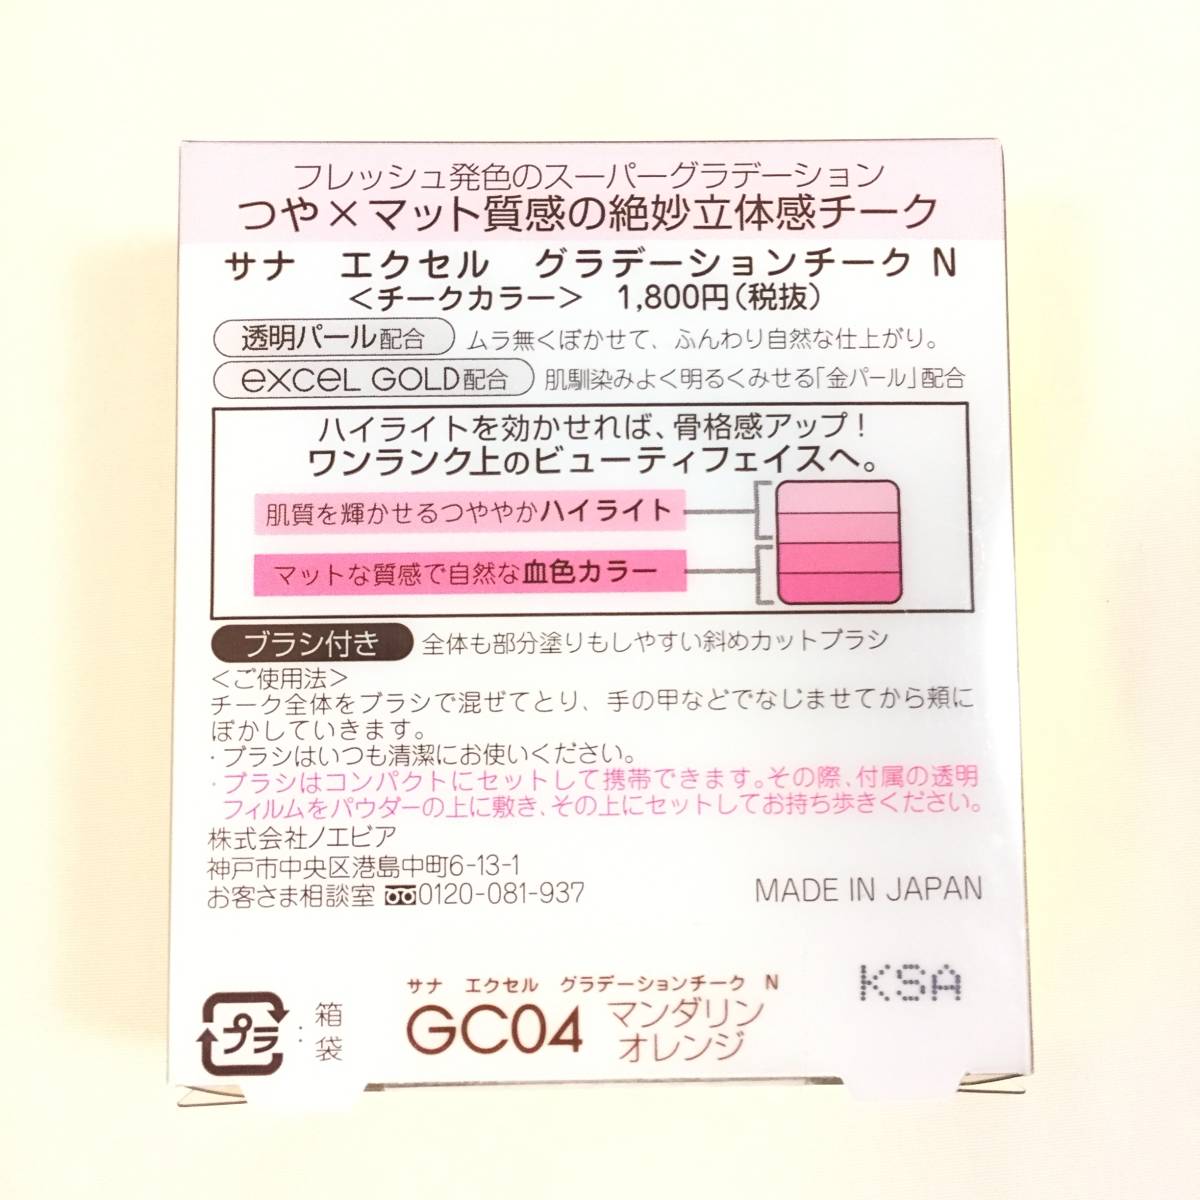 フレッシュ発色のスーパーグラデーション
つや×マット質感の絶妙立体感チーク
サナ エクセル グラデーションチーク N
<チークカラー> 1,800円(税抜)
透明パール配合 ムラ無くぼかせて、ふんわり自然な仕上がり。
excel GOLD配合 肌馴染みよく明るくみせる「金パール」配合
ハイライトを効かせれば、骨格感アップ!
ワンランク上のビューティフェイスへ。
肌質を輝かせるつややかハイライト
マットな質感で自然な血色カラー
ブラシ付き 全体も部分塗りもしやすい斜めカットブラシ
<ご使用法>
チーク全体をブラシで混ぜてとり、手の甲などでなじませてから頬に
ぼかしていきます。
・ブラシはいつも清潔にお使いください。
・ブラシはコンパクトにセットして携帯できます。その際、付属の透明
フィルムをパウダーの上に敷き、その上にセットしてお持ち歩きください。
株式会社ノエビア
神戸市中央区港島中町6-13-1
お客さま相談室 0120-081-937
MADE IN JAPAN
KSA
サナ エクセル グラデーションチーク N
GC04 マンダリン
オレンジ
プラ : 箱
袋